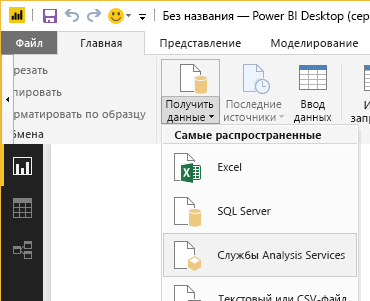 Без названия — Power BI Desktop (сер
Файл Главная Представление Моделирование
резать
пировать
орматировать по образцу
бмена
Получить данные
Последние источники
Ввод данных
И
запр
Самые распространенные
Excel
SQL Server
Службы Analysis Services
Текстовый или CSV-файл